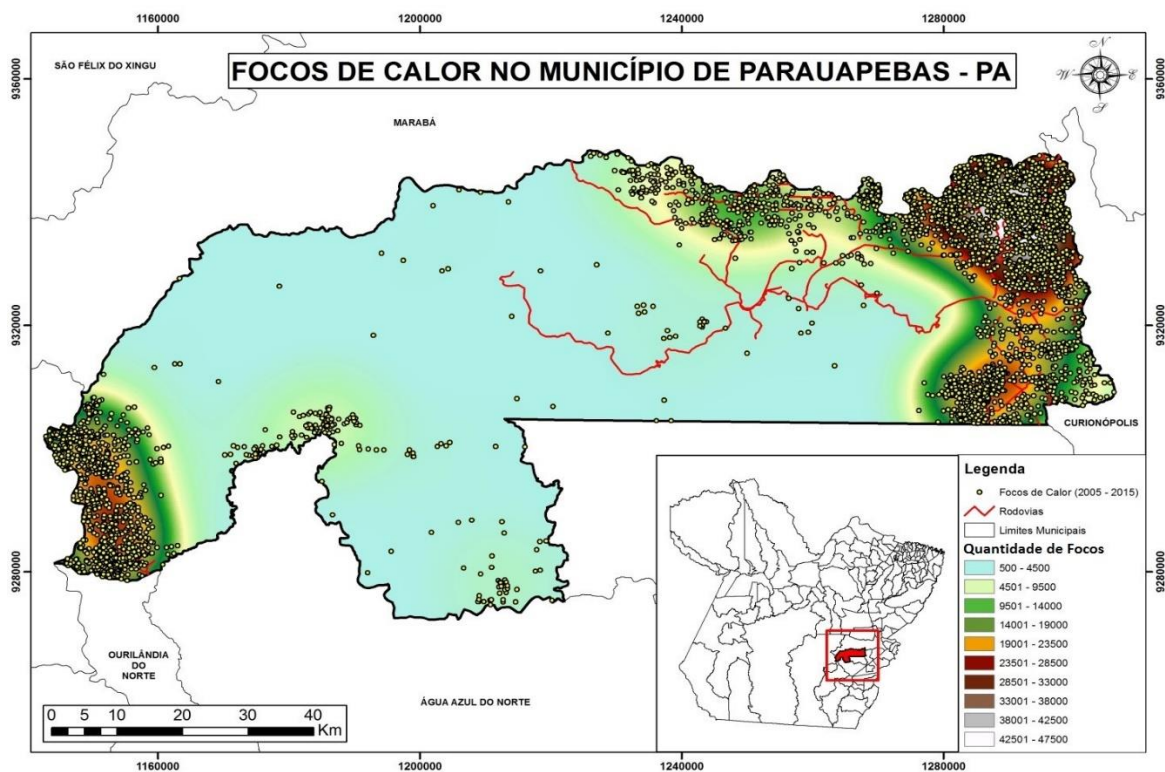 1160000
1200000
1240000
1280000
9360000
9360000
SÃO FÉLIX DO XINGU
FOCOS DE CALOR NO MUNICÍPIO DE PARAUAPEBAS - PA
N
W
E
S
MARABÁ
9320000
9320000
CURIONÓPOLIS
9280000
9280000
OURILÂNDIA
DO
NORTE
ÁGUA AZUL DO NORTE
0 5 10 20 30 40
Km
Legenda
Focos de Calor (2005 - 2015)
Rodovias
Limites Municipais
Quantidade de Focos
500 - 4500
4501 - 9500
9501 - 14000
14001 - 19000
19001 - 23500
23501 - 28500
28501 - 33000
33001 - 38000
38001 - 42500
42501 - 47500
1160000
1200000
1240000
1280000